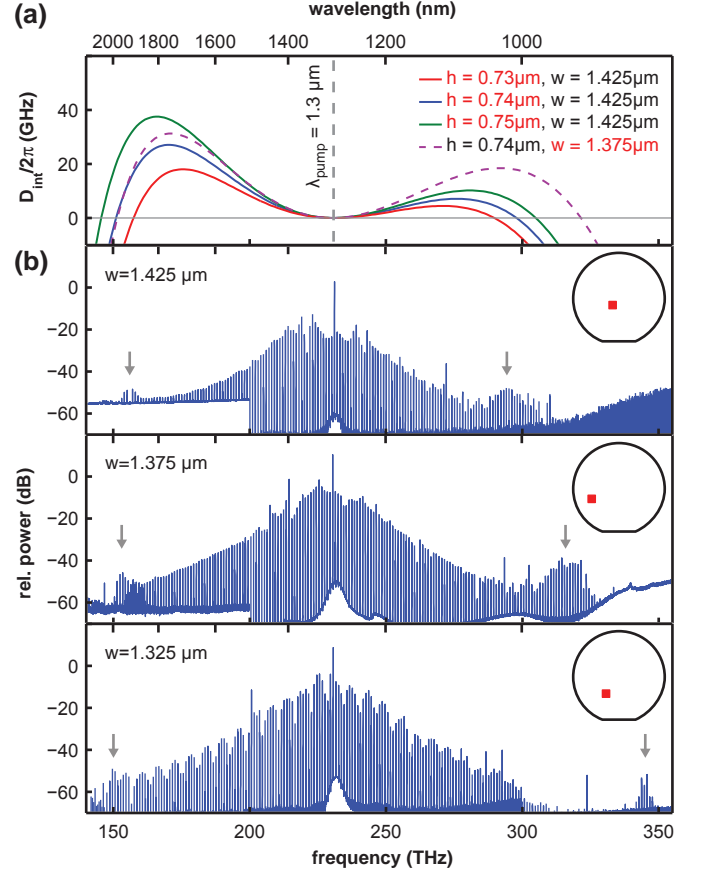 (a)
wavelength (nm)
2000 1800 1600 1400 1200 1000
D_int/2π (GHz)
40
20
0
λ_pump = 1.3 μm
h = 0.73μm, w = 1.425μm
h = 0.74μm, w = 1.425μm
h = 0.75μm, w = 1.425μm
h = 0.74μm, w = 1.375μm
(b)
w=1.425 μm
0
−20
−40
−60
w=1.375 μm
rel. power (dB)
0
−20
−40
−60
w=1.325 μm
0
−20
−40
−60
150 200 250 300 350
frequency (THz)